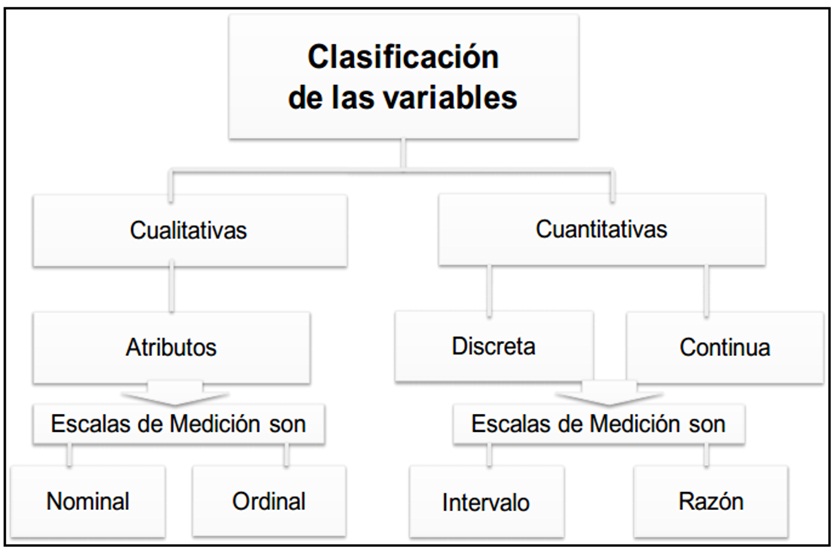 Clasificación
de las variables
Cualitativas
Cuantitativas
Atributos
Discreta
Continua
Escalas de Medición son
Escalas de Medición son
Nominal
Ordinal
Intervalo
Razón